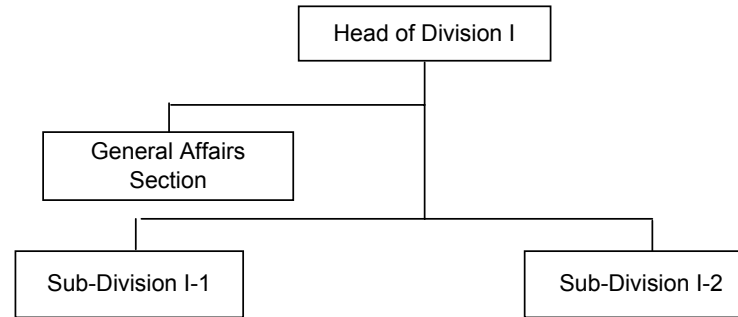 Head of Division I
General Affairs
Section
Sub-Division I-1
Sub-Division I-2